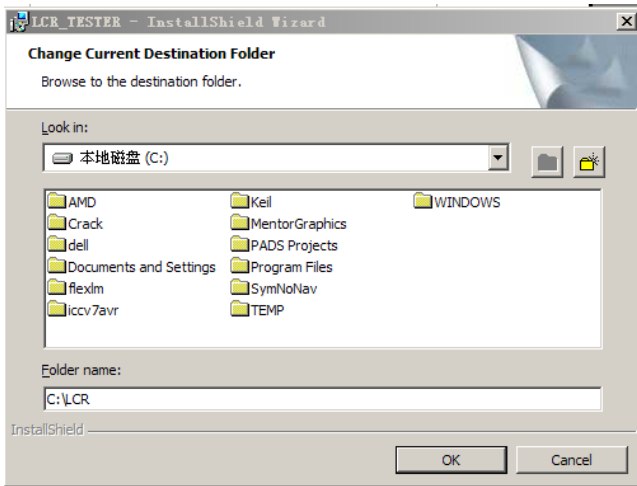 LCR_TESTER - InstallShield Wizard
Change Current Destination Folder
Browse to the destination folder.
Look in:
本地磁盘 (C:)
AMD
Crack
dell
Documents and Settings
flexlm
iccv7avr
Keil
MentorGraphics
PADS Projects
Program Files
SymNoNav
TEMP
WINDOWS
Folder name:
C:\LCR
InstallShield
OK
Cancel